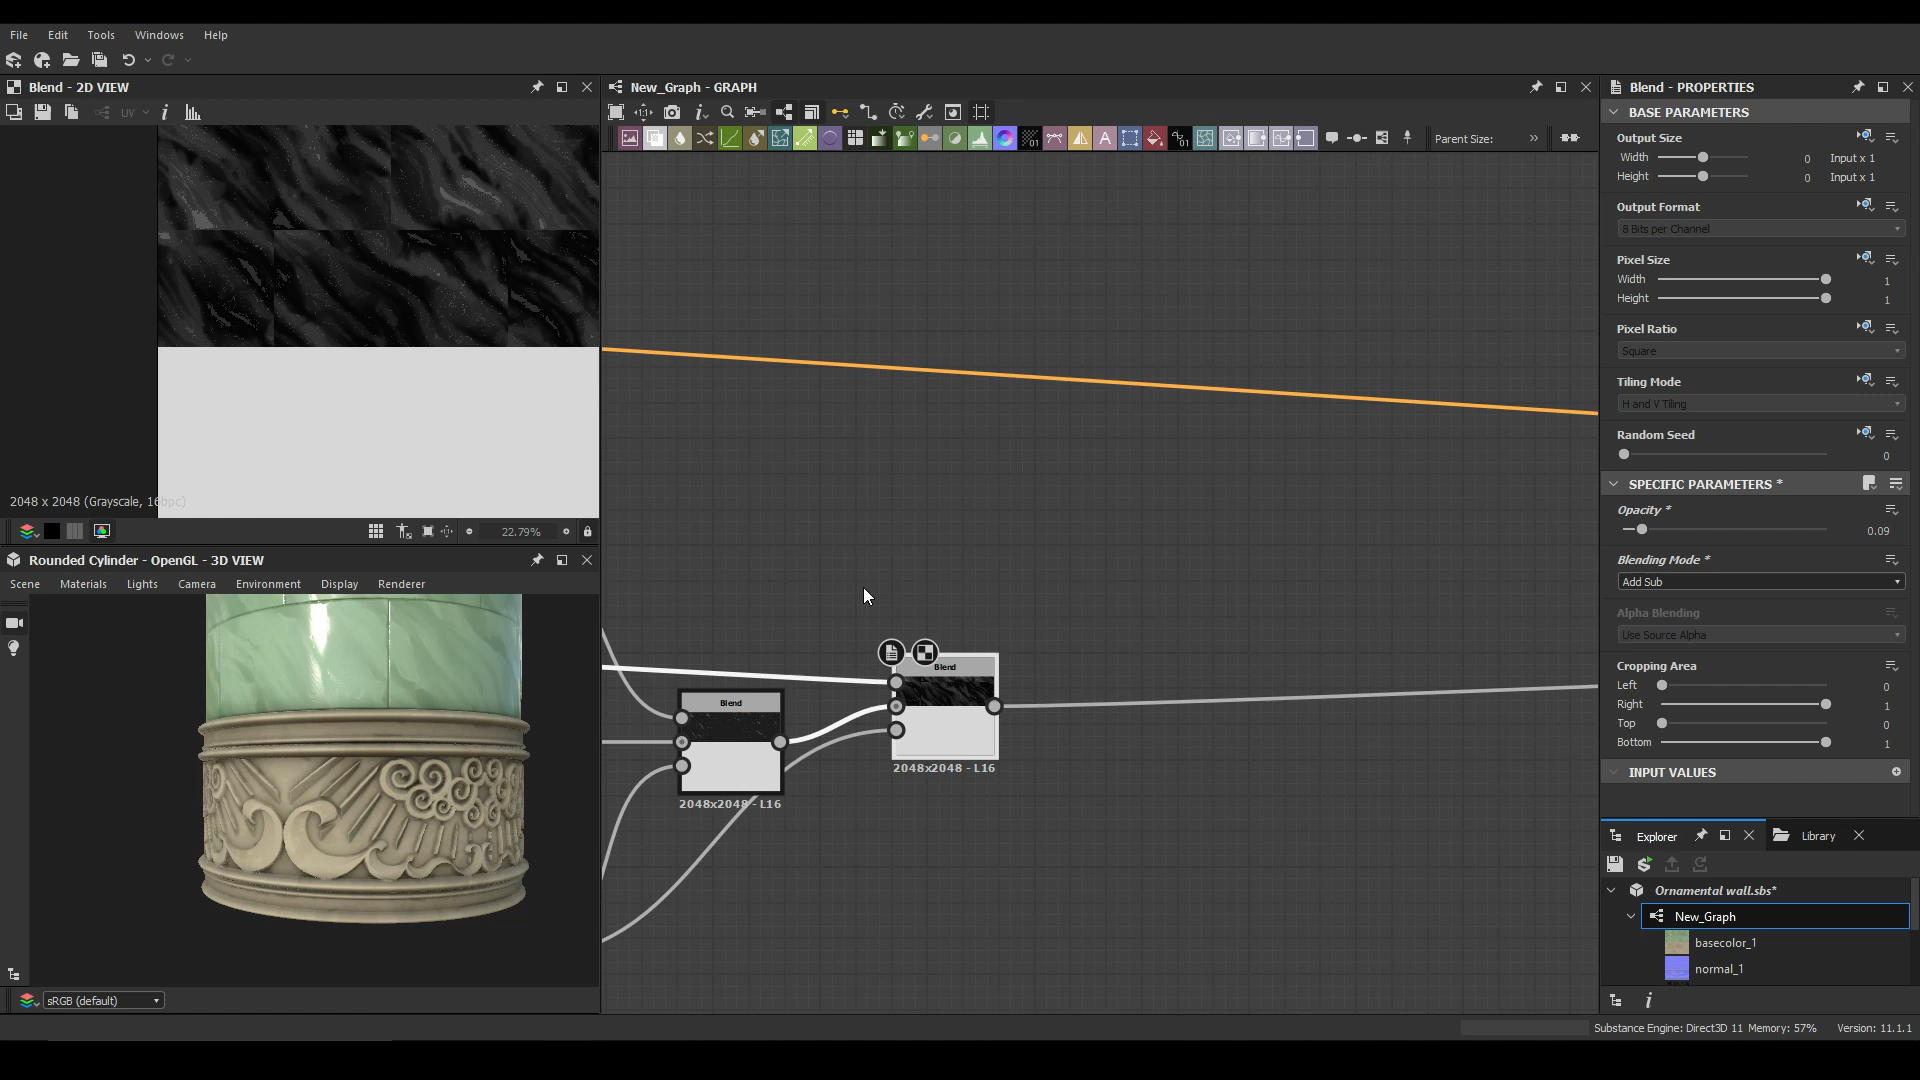 File Edit Tools Windows Help
Blend - 2D VIEW
UV
2048 x 2048 (Grayscale, 16bpc)
22.79%
Rounded Cylinder - OpenGL - 3D VIEW
Scene Materials Lights Camera Environment Display Renderer
sRGB (default)
New_Graph - GRAPH
Parent Size:
Blend
2048x2048 - L16
Blend
2048x2048 - L16
Blend - PROPERTIES
BASE PARAMETERS
Output Size
Width 0 Input x 1
Height 0 Input x 1
Output Format
8 Bits per Channel
Pixel Size
Width 1
Height 1
Pixel Ratio
Square
Tiling Mode
H and V Tiling
Random Seed
0
SPECIFIC PARAMETERS *
Opacity *
0.09
Blending Mode *
Add Sub
Alpha Blending
Use Source Alpha
Cropping Area
Left 0
Right 1
Top 0
Bottom 1
INPUT VALUES
Explorer Library
Ornamental wall.sbs*
New_Graph
basecolor_1
normal_1
Substance Engine: Direct3D 11 Memory: 57% Version: 11.1.1